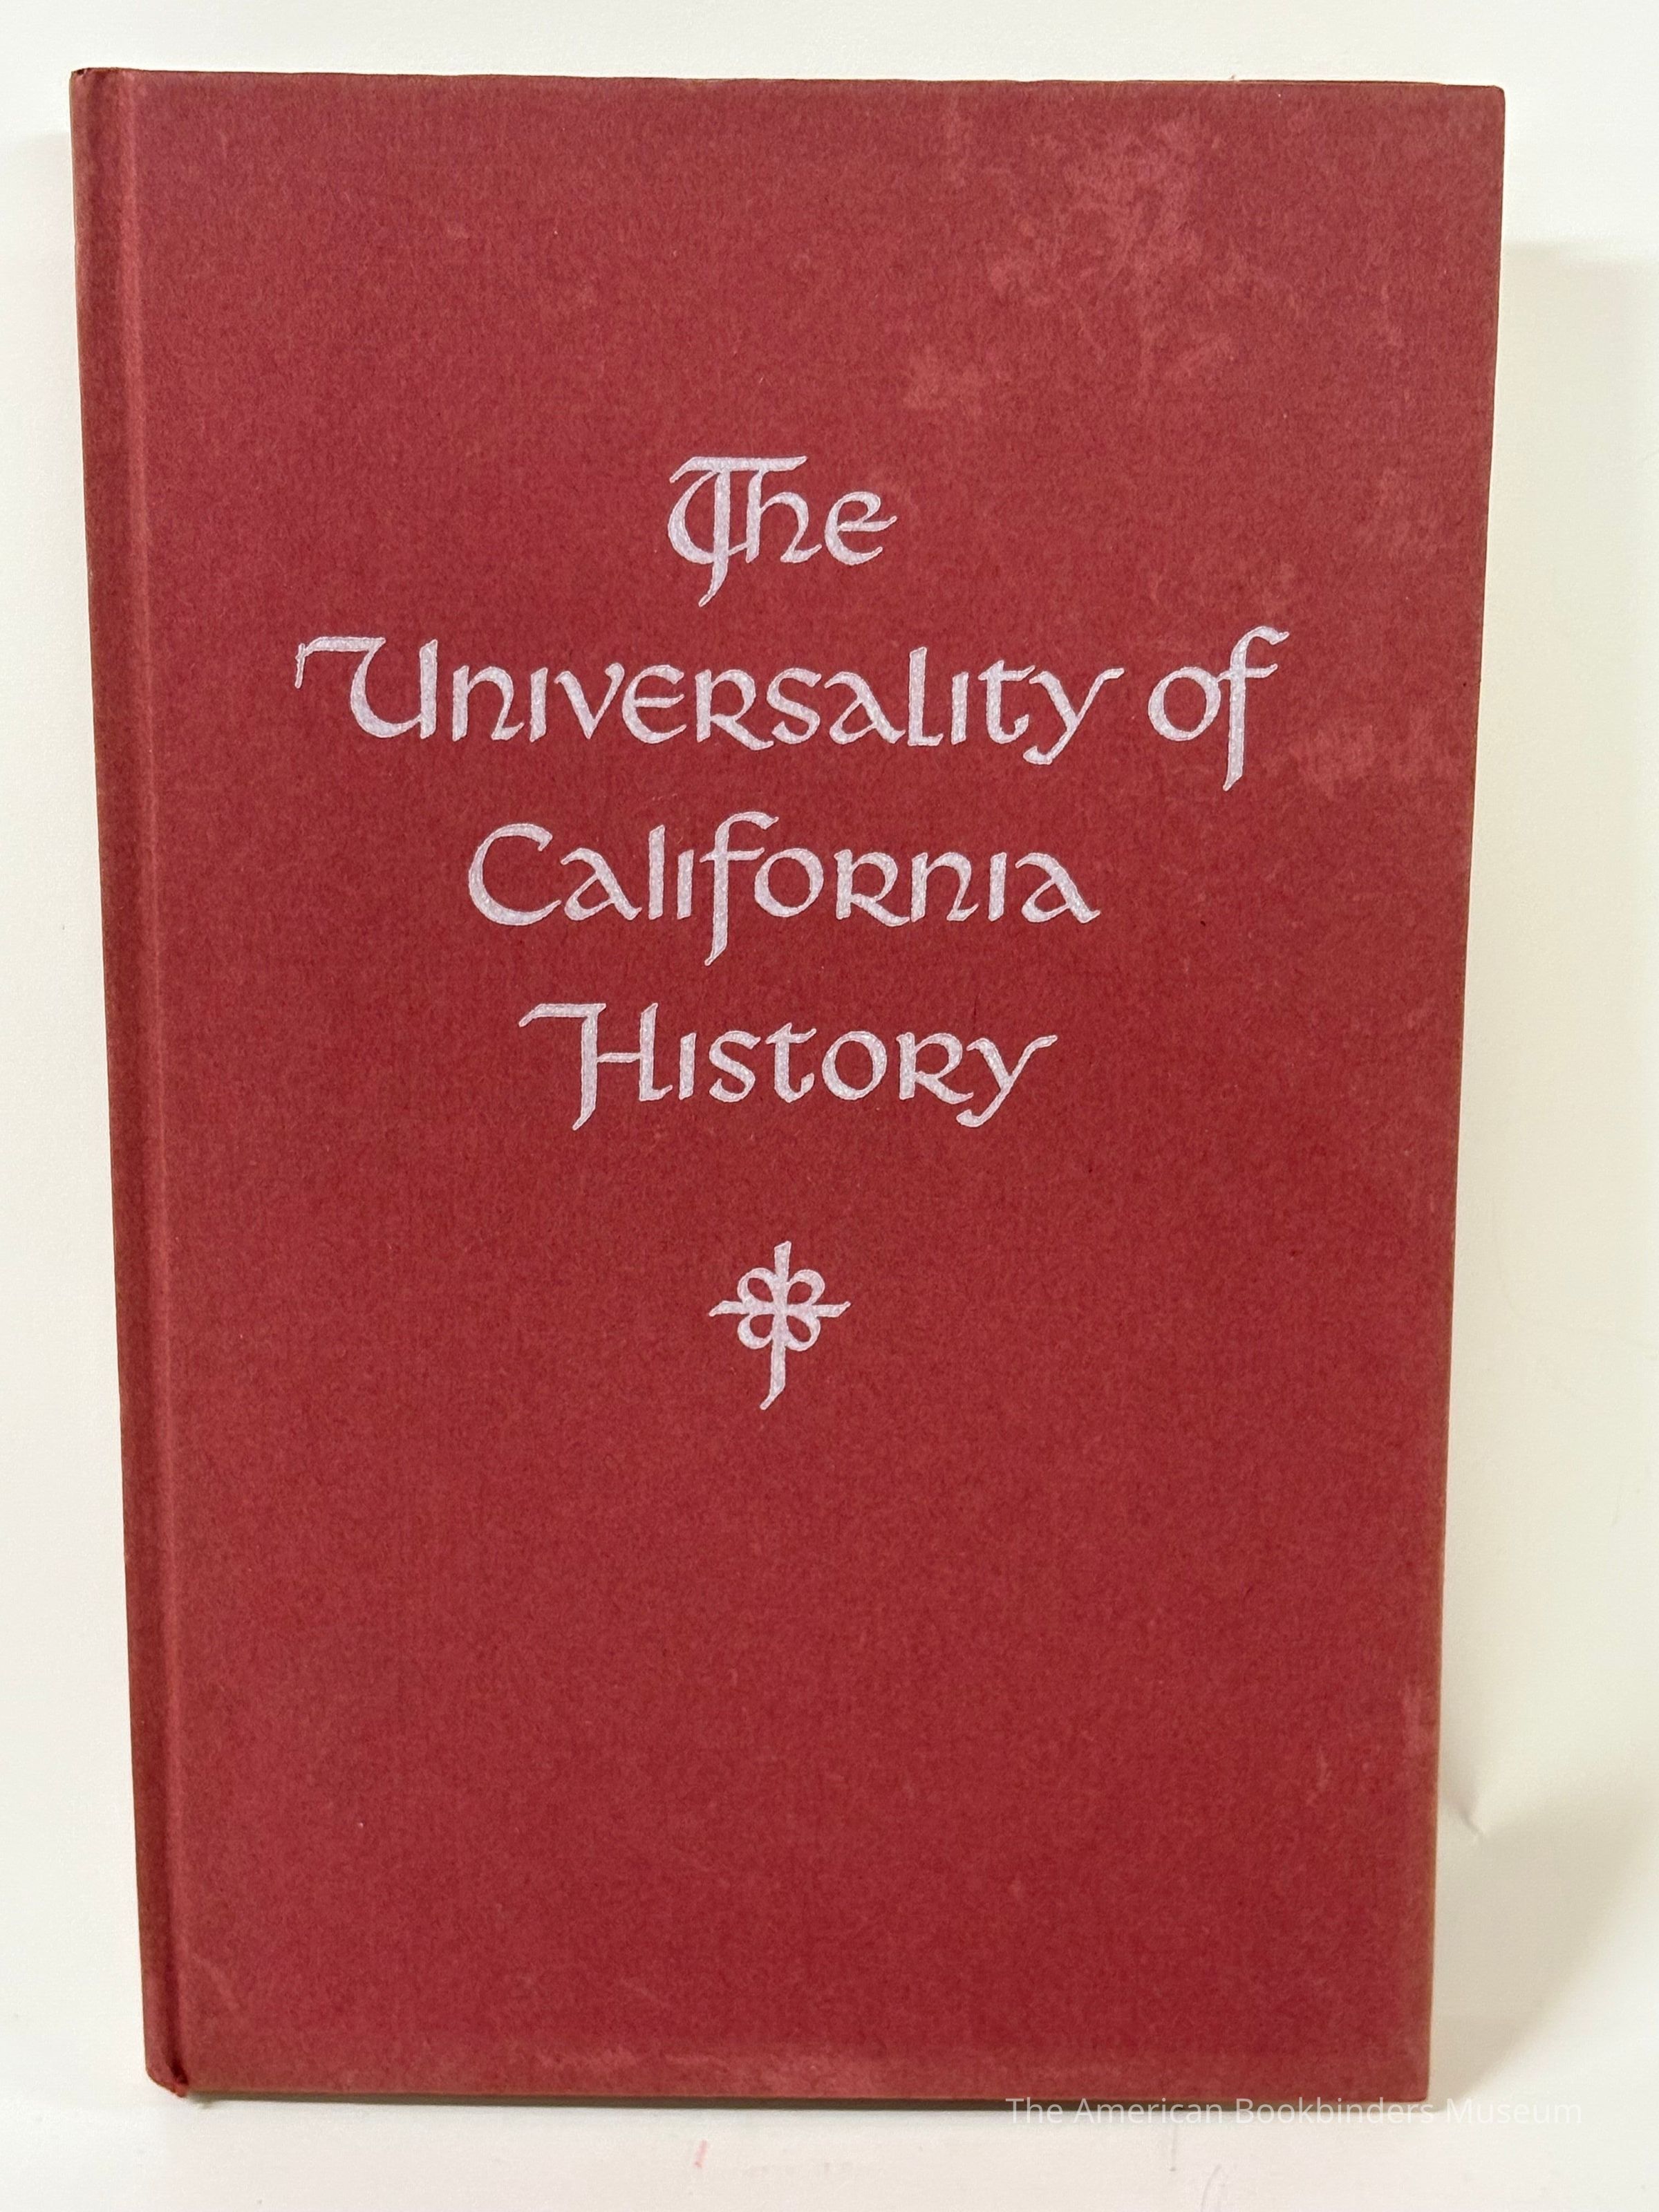 The
Universality of
California
History
The American Bookbinders Museum